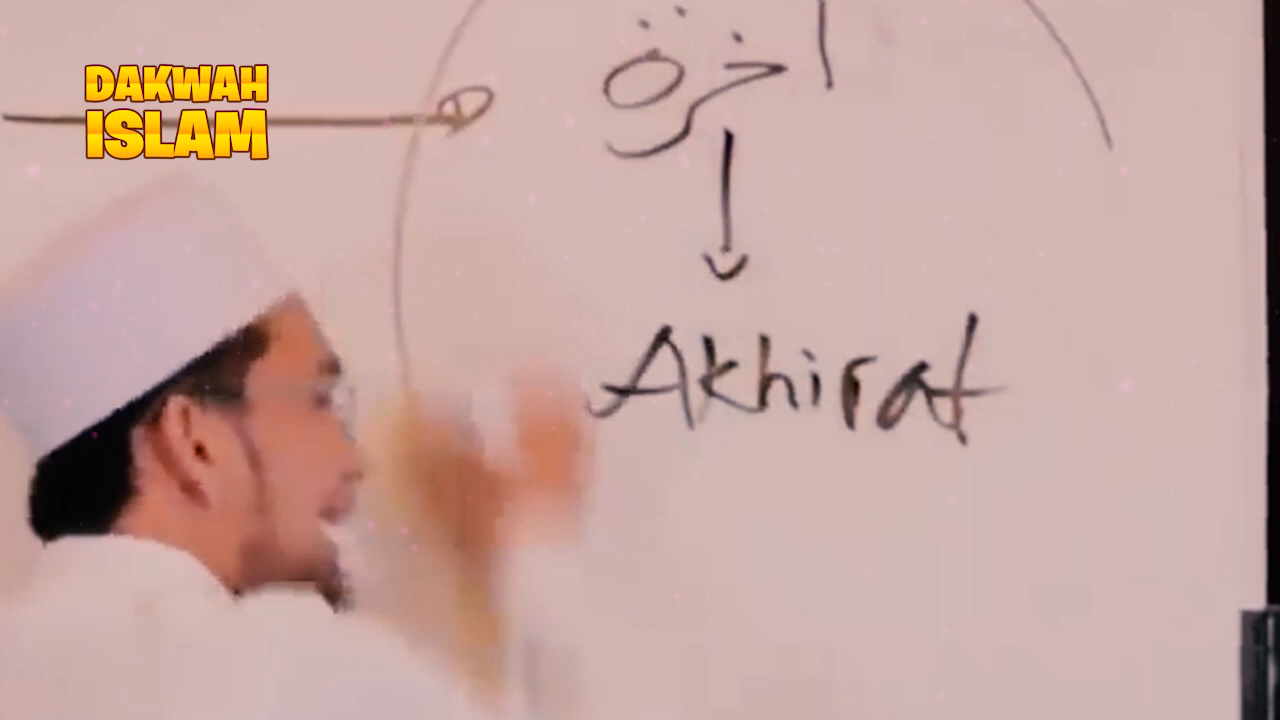 DAKWAH
ISLAM
اخرة
Akhirat